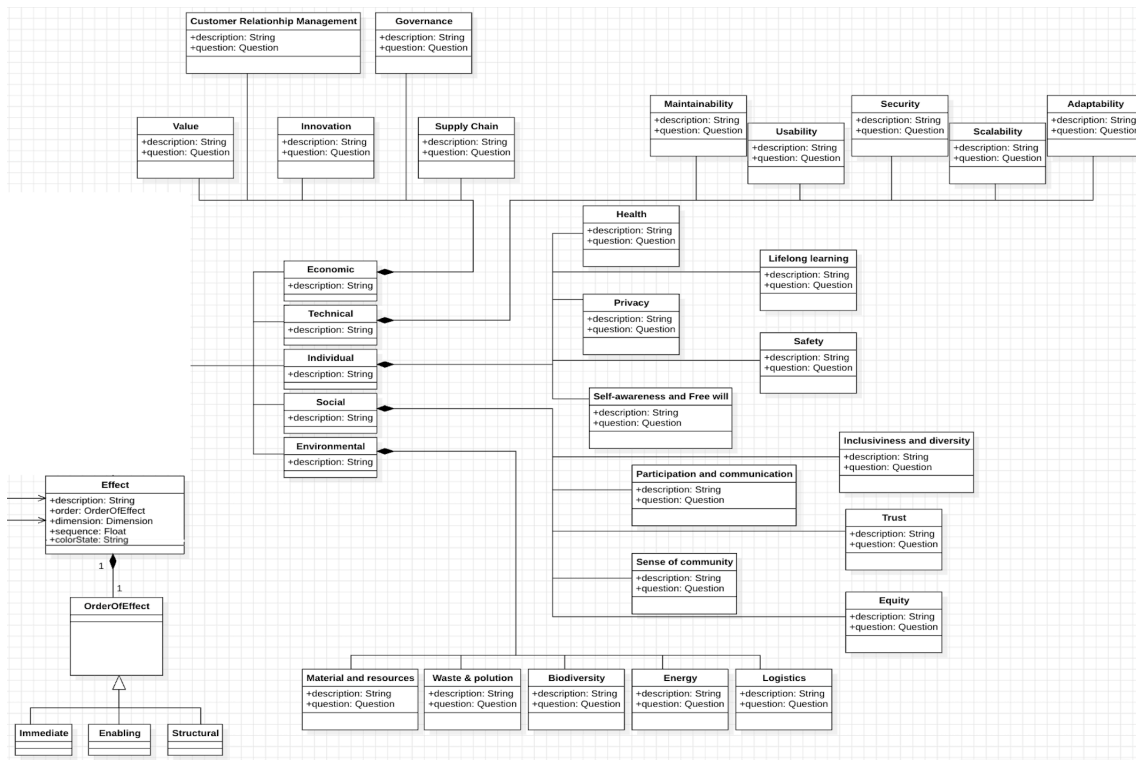 Customer Relationhip Management
+description: String
+question: Question
Governance
+description: String
+question: Question
Value
+description: String
+question: Question
Innovation
+description: String
+question: Question
Supply Chain
+description: String
+question: Question
Maintainability
+description: String
+question: Question
Usability
+description: String
+question: Question
Security
+description: String
+question: Question
Scalability
+description: String
+question: Question
Adaptability
+description: String
+question: Question
Health
+description: String
+question: Question
Lifelong learning
+description: String
+question: Question
Economic
+description: String
Technical
+description: String
Individual
+description: String
Social
+description: String
Environmental
+description: String
Privacy
+description: String
+question: Question
Safety
+description: String
+question: Question
Self-awareness and Free will
+description: String
+question: Question
Inclusiviness and diversity
+description: String
+question: Question
Participation and communication
+description: String
+question: Question
Trust
+description: String
+question: Question
Sense of community
+description: String
+question: Question
Equity
+description: String
+question: Question
Effect
+description: String
+order: OrderOfEffect
+dimension: Dimension
+sequence: Float
+colorState: String
1
1
OrderOfEffect
Immediate
Enabling
Structural
Material and resources
+description: String
+question: Question
Waste & polution
+description: String
+question: Question
Biodiversity
+description: String
+question: Question
Energy
+description: String
+question: Question
Logistics
+description: String
+question: Question